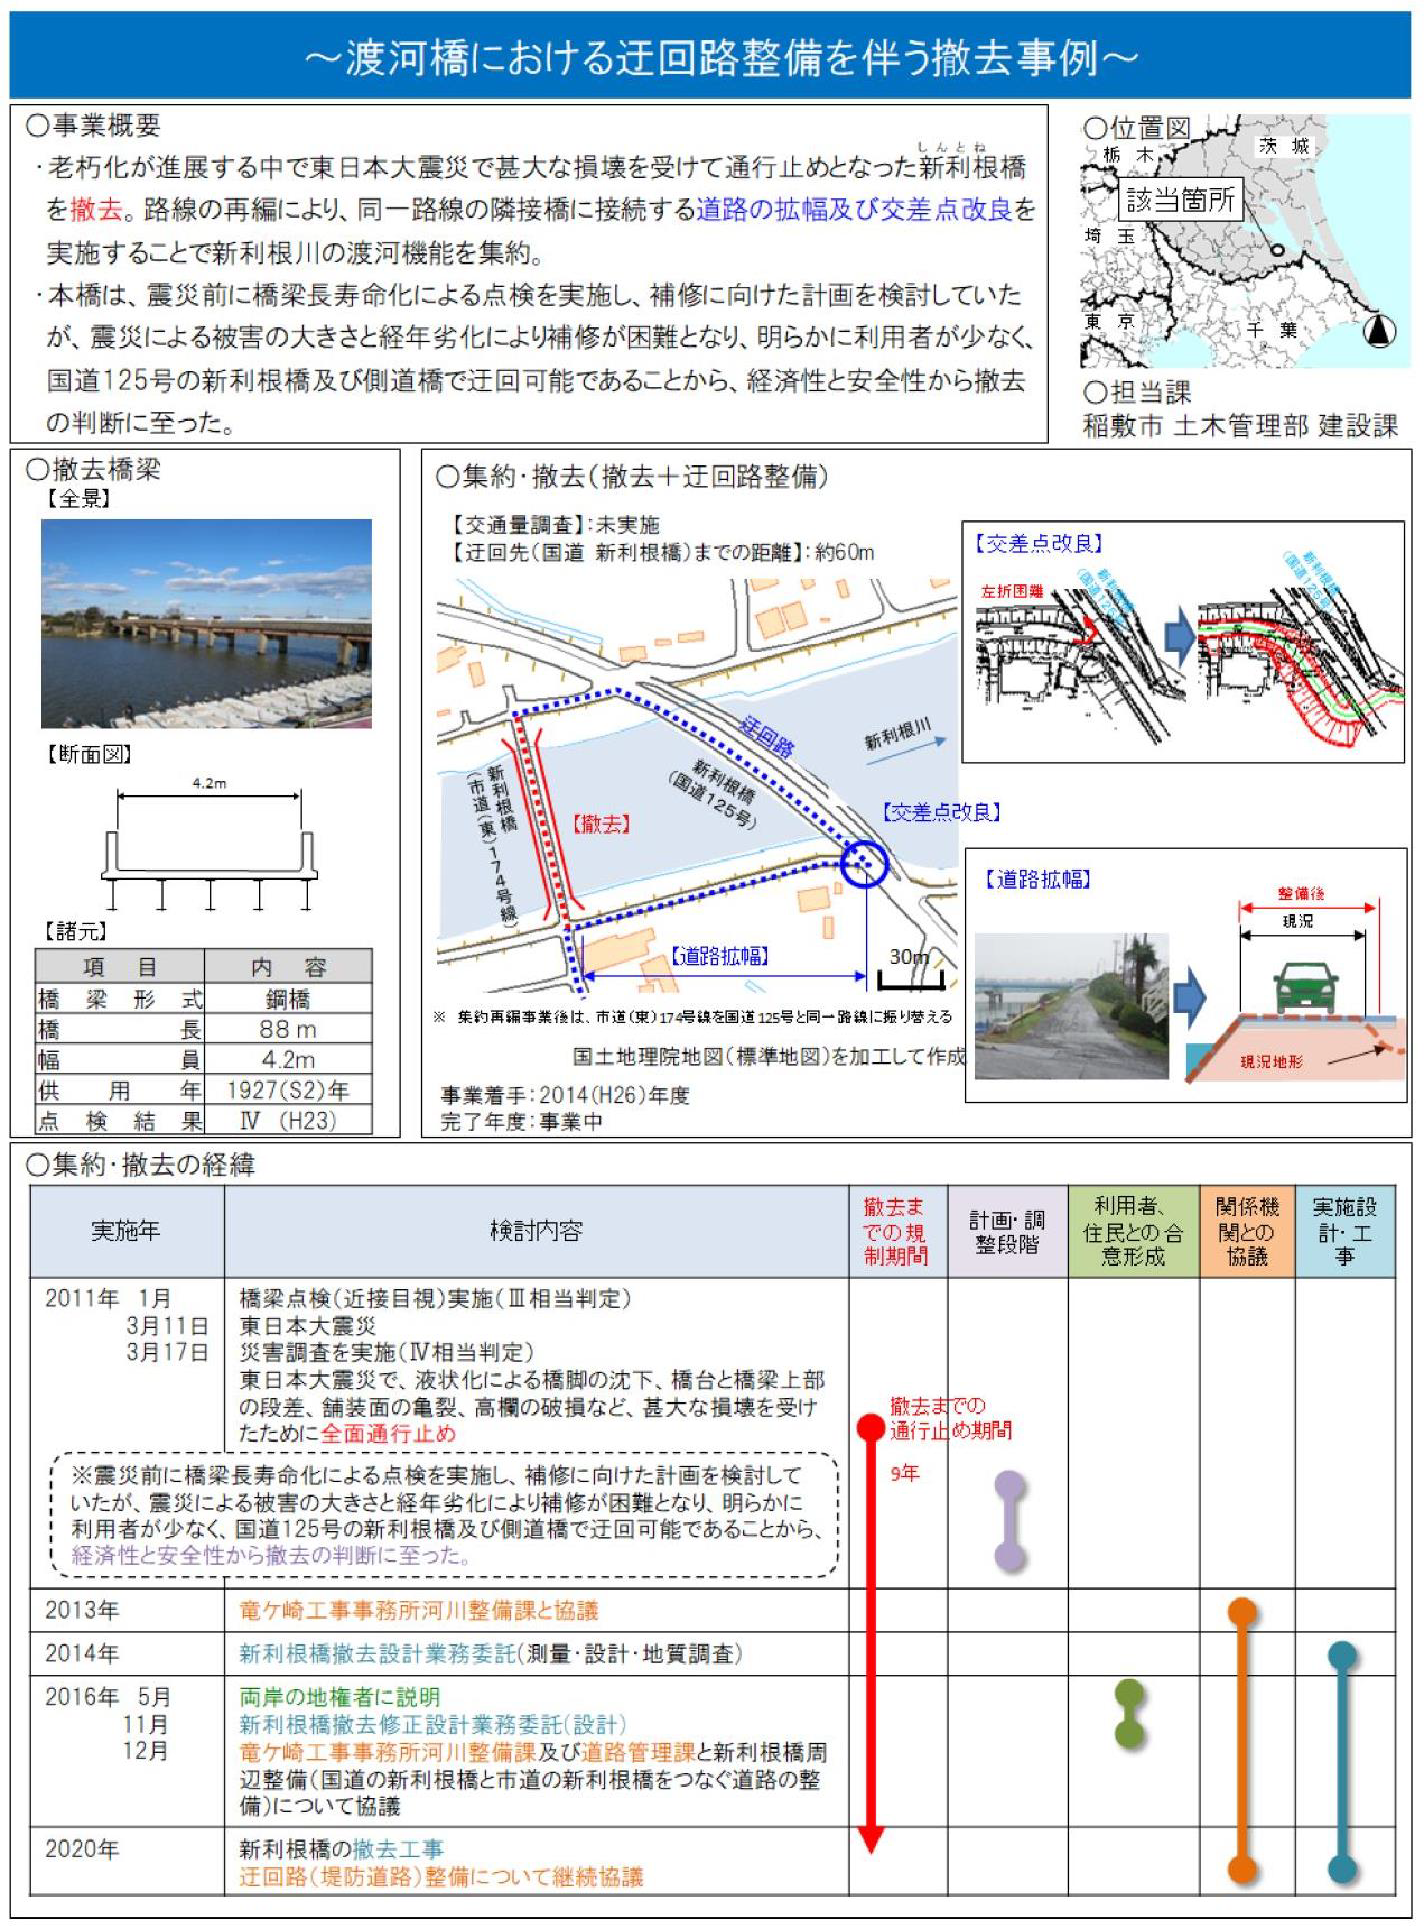 ～渡河橋における迂回路整備を伴う撤去事例～
○事業概要
しんとね
・老朽化が進展する中で東日本大震災で甚大な損壊を受けて通行止めとなった新利根橋
を撤去。路線の再編により、同一路線の隣接橋に接続する道路の拡幅及び交差点改良を
実施することで新利根川の渡河機能を集約。
・本橋は、震災前に橋梁長寿命化による点検を実施し、補修に向けた計画を検討していた
が、震災による被害の大きさと経年劣化により補修が困難となり、明らかに利用者が少なく、
国道125号の新利根橋及び側道橋で迂回可能であることから、経済性と安全性から撤去
の判断に至った。
○位置図
栃 木
茨 城
該当箇所
埼 玉
東 京
千 葉
○担当課
稲敷市 土木管理部 建設課
○撤去橋梁
【全景】
【断面図】
4.2m
【諸元】
項 目 内 容
橋 梁 形 式 鋼橋
橋 長 88ｍ
幅 員 4.2m
供 用 年 1927(S2)年
点 検 結 果 Ⅳ (H23)
○集約・撤去(撤去＋迂回路整備)
【交通量調査】：未実施
【迂回先(国道 新利根橋)までの距離】：約60m
迂回路
新利根川
新利根橋
(国道125号)
新利根橋
(市道(東)174号線)
【撤去】
【交差点改良】
【道路拡幅】
30m
※ 集約再編事業後は、市道(東)174号線を国道125号と同一路線に振り替える
国土地理院地図(標準地図)を加工して作成
事業着手：2014(H26)年度
完了年度：事業中
【交差点改良】
左折困難
新利根橋
(国道125号)
新利根橋
(国道125号)
【道路拡幅】
整備後
現況
現況地形
○集約・撤去の経緯
実施年 検討内容
撤去ま
での規
制期間
計画・調
整段階
利用者、
住民との合
意形成
関係機
関との
協議
実施設
計・工
事
2011年 1月 橋梁点検(近接目視)実施(Ⅲ相当判定)
3月11日 東日本大震災
3月17日 災害調査を実施(Ⅳ相当判定)
東日本大震災で、液状化による橋脚の沈下、橋台と橋梁上部
の段差、舗装面の亀裂、高欄の破損など、甚大な損壊を受け
たために全面通行止め
撤去までの
通行止め期間
9年
※震災前に橋梁長寿命化による点検を実施し、補修に向けた計画を検討して
いたが、震災による被害の大きさと経年劣化により補修が困難となり、明らかに
利用者が少なく、国道125号の新利根橋及び側道橋で迂回可能であることから、
経済性と安全性から撤去の判断に至った。
2013年 竜ケ崎工事事務所河川整備課と協議
2014年 新利根橋撤去設計業務委託(測量・設計・地質調査)
2016年 5月 両岸の地権者に説明
11月 新利根橋撤去修正設計業務委託(設計)
12月 竜ケ崎工事事務所河川整備課及び道路管理課と新利根橋周
辺整備(国道の新利根橋と市道の新利根橋をつなぐ道路の整
備)について協議
2020年 新利根橋の撤去工事
迂回路(堤防道路)整備について継続協議